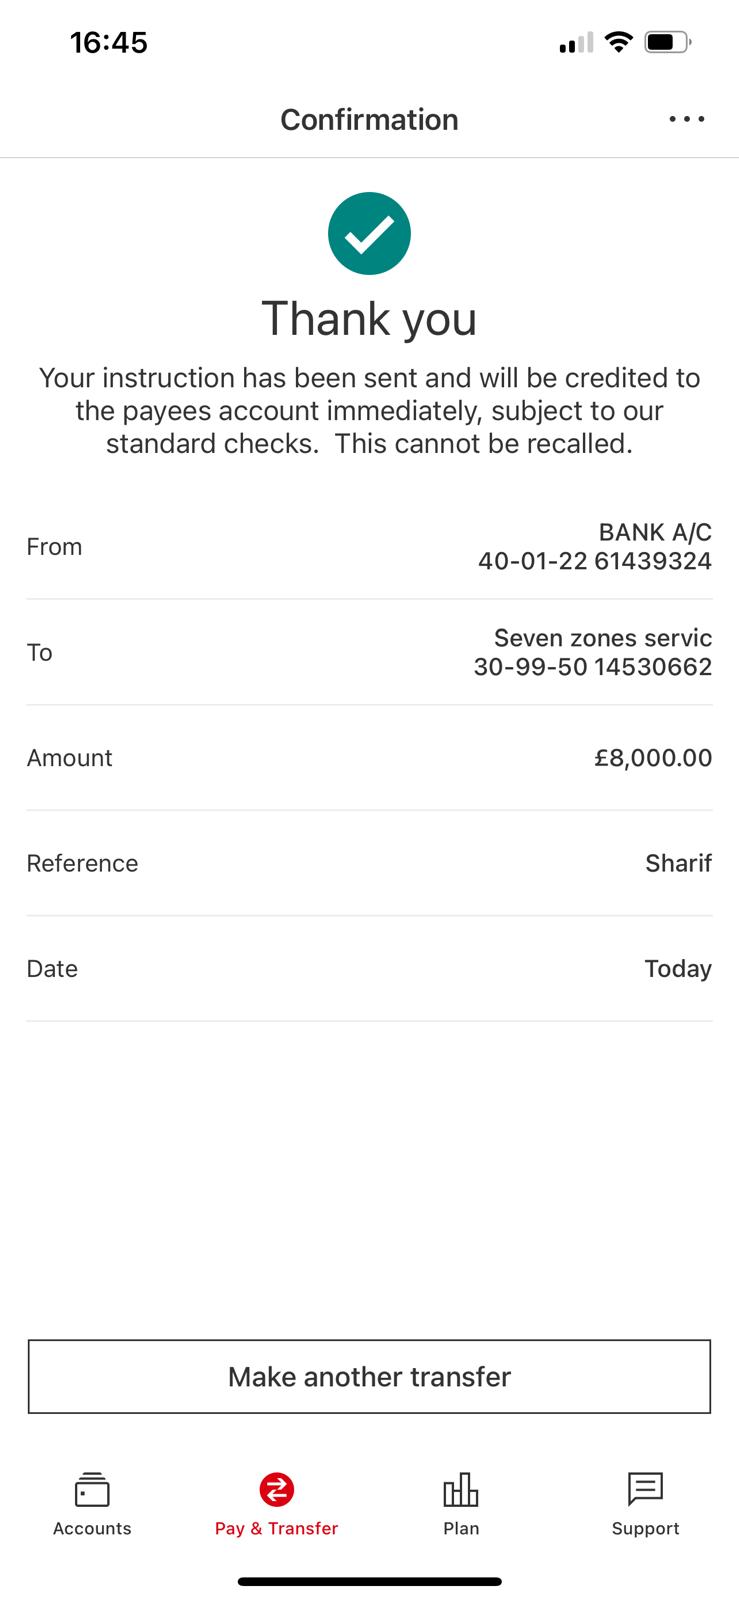 16:45
Confirmation
Thank you
Your instruction has been sent and will be credited to
the payees account immediately, subject to our
standard checks.  This cannot be recalled.
From
BANK A/C
40-01-22 61439324
To
Seven zones servic
30-99-50 14530662
Amount
£8,000.00
Reference
Sharif
Date
Today
Make another transfer
Accounts
Pay & Transfer
Plan
Support